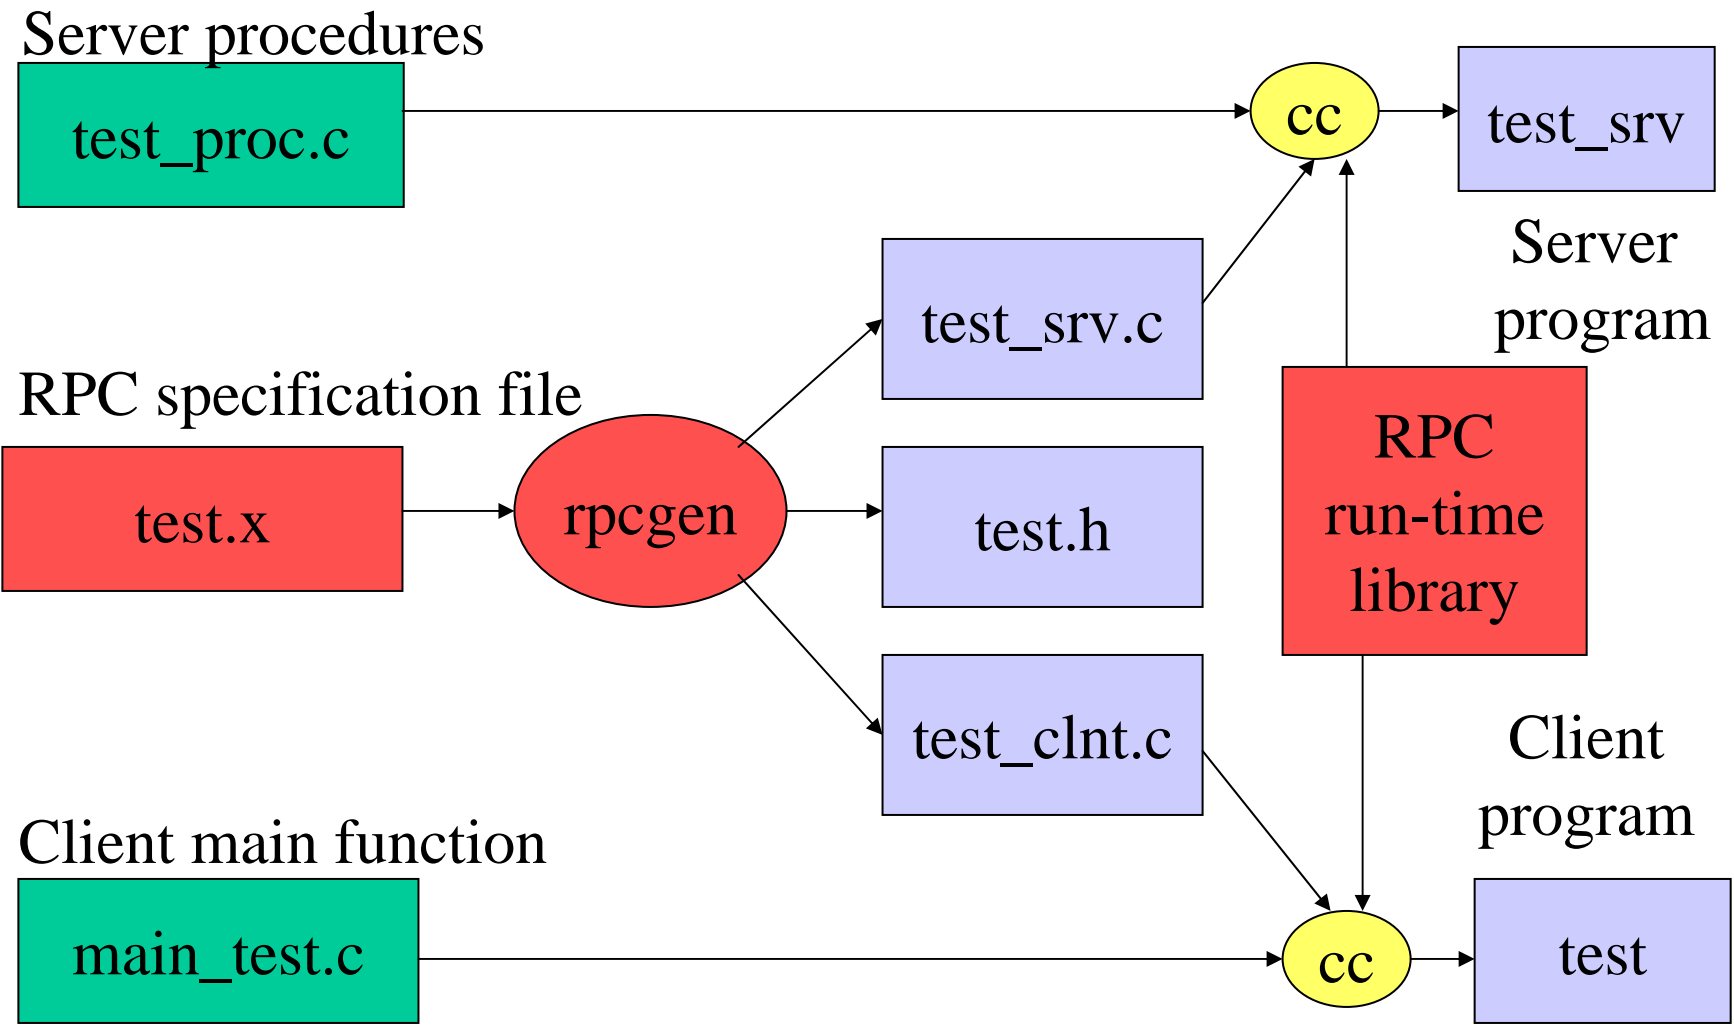 Server procedures
test_proc.c
cc
test_srv
Server
program
test_srv.c
RPC specification file
test.x
rpcgen
test.h
RPC
run-time
library
test_clnt.c
Client
program
Client main function
main_test.c
cc
test